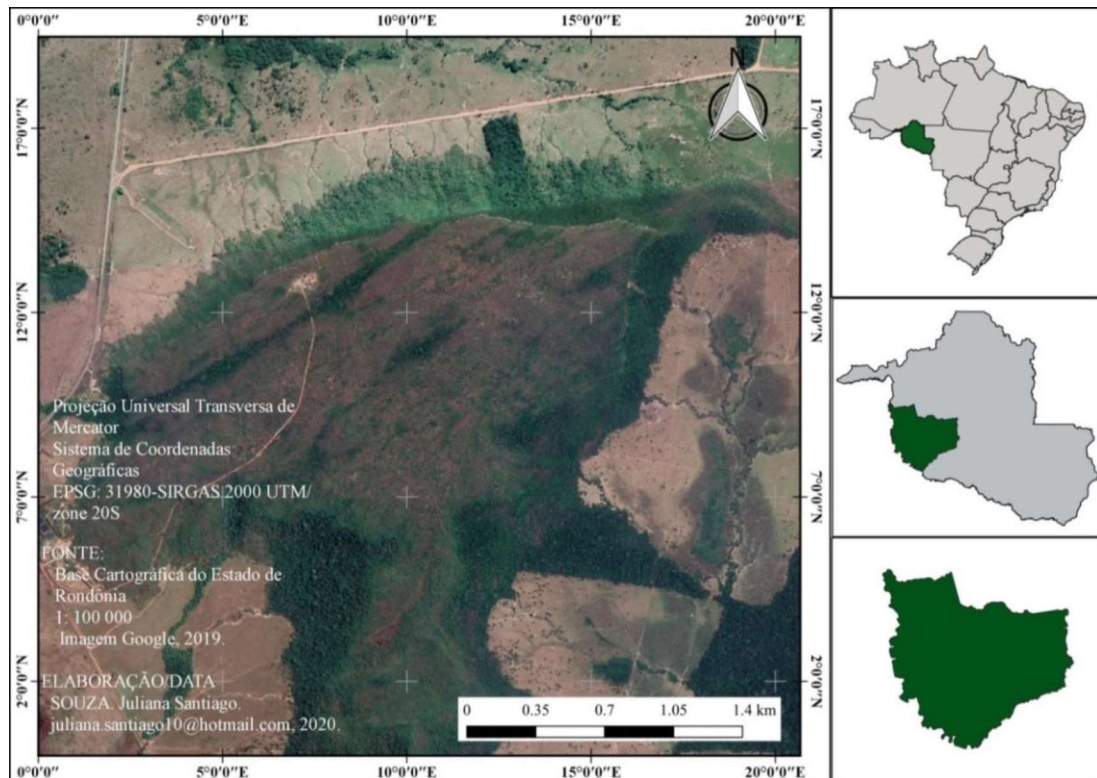 0°0'0"E 5°0'0"E 10°0'0"E 15°0'0"E 20°0'0"E
N
17°0'0"N 17°0'0"N
12°0'0"N 12°0'0"N
Projeção Universal Transversa de
Mercator
Sistema de Coordenadas
Geográficas
EPSG: 31980-SIRGAS 2000 UTM/
zone 20S
7°0'0"N 7°0'0"N
FONTE:
Base Cartográfica do Estado de
Rondônia
1: 100 000
Imagem Google, 2019.
ELABORAÇÃO/DATA
SOUZA. Juliana Santiago.
juliana.santiago10@hotmail.com, 2020.
2°0'0"N 2°0'0"N
0 0.35 0.7 1.05 1.4 km
0°0'0"E 5°0'0"E 10°0'0"E 15°0'0"E 20°0'0"E